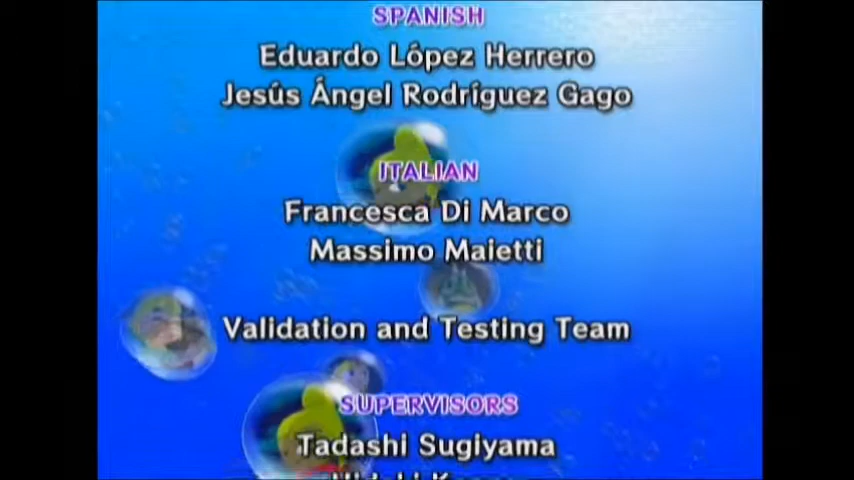 SPANISH
Eduardo López Herrero
Jesús Ángel Rodríguez Gago
ITALIAN
Francesca Di Marco
Massimo Maietti
Validation and Testing Team
SUPERVISORS
Tadashi Sugiyama